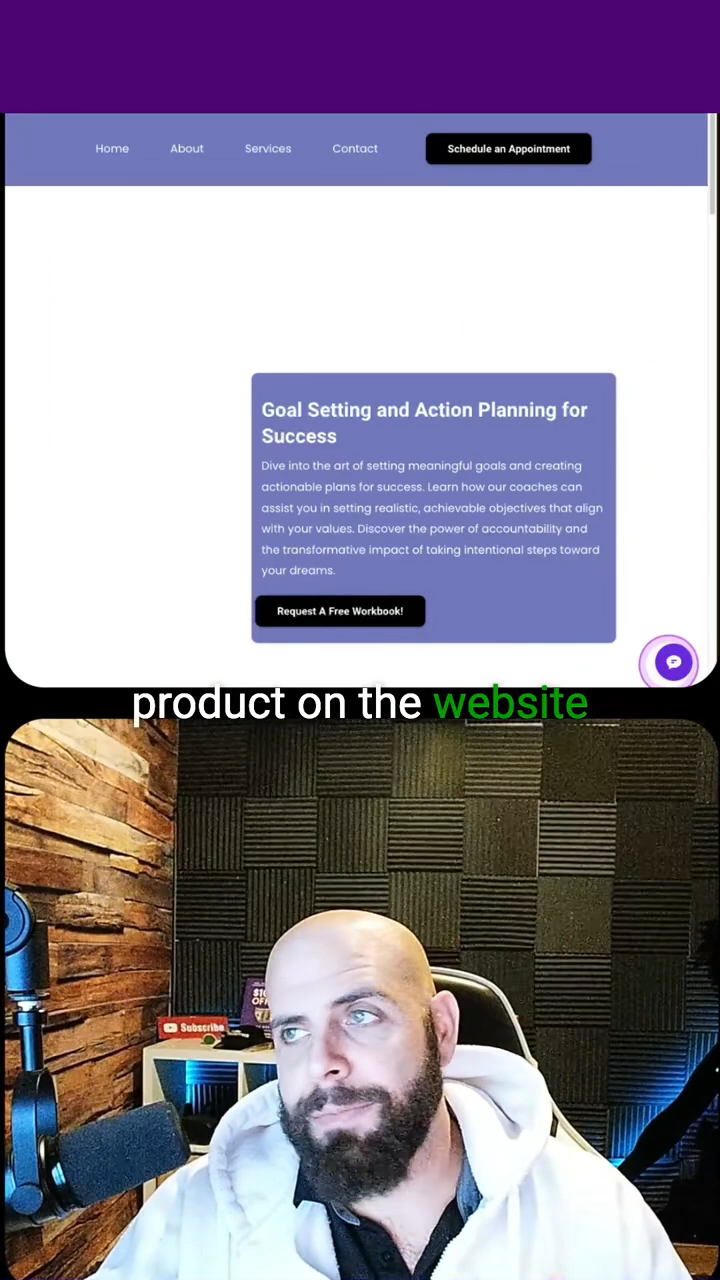 Home About Services Contact Schedule an Appointment
Goal Setting and Action Planning for
Success
Dive into the art of setting meaningful goals and creating
actionable plans for success. Learn how our coaches can
assist you in setting realistic, achievable objectives that align
with your values. Discover the power of accountability and
the transformative impact of taking intentional steps toward
your dreams.
Request A Free Workbook!
product on the website
Subscribe